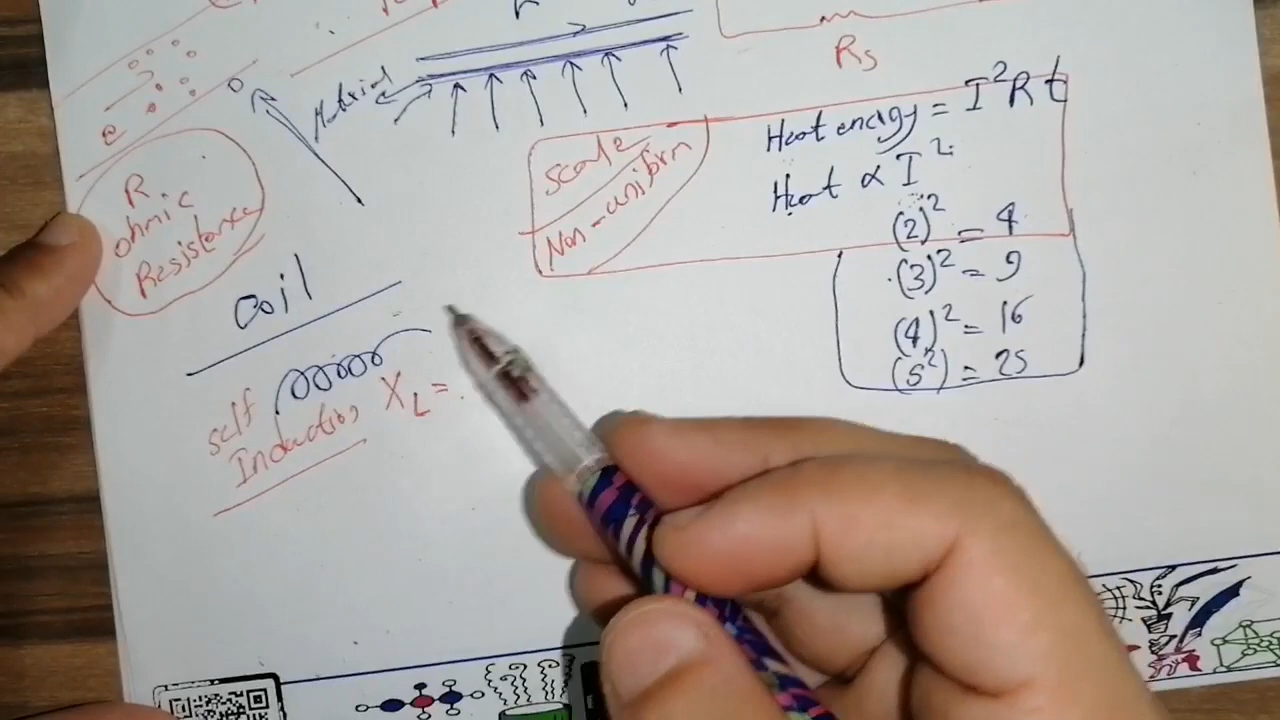 Rs
Material
Heat energy = I²Rt
Heat ∝ I²
scale
Non-uniform
(2)² = 4
(3)² = 9
(4)² = 16
(5²) = 25
e
R
ohmic
Resistence
coil
self
Induction
X_L =